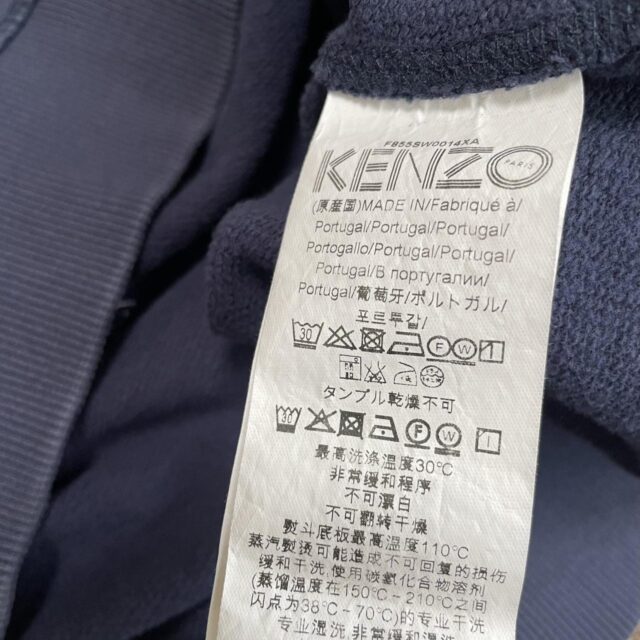 F855SW0014XA
KENZO
PARIS
(原産国)MADE IN/Fabriqué à/
Portugal/Portugal/Portugal/
Portogallo/Portugal/Portugal/
Portugal/В португалии/
Portugal/葡萄牙/ポルトガル/
포르투갈/
30 F W
タンブル乾燥不可
30 F W
最高洗涤温度30℃
非常缓和程序
不可漂白
不可翻转干燥
熨斗底板最高温度110℃
蒸汽熨烫可能造成不可回复的损伤
缓和干洗 使用碳氢化合物溶剂
(蒸馏温度在150℃-210℃之间
闪点为38℃-70℃)的专业干洗
专业湿洗 非常缓和